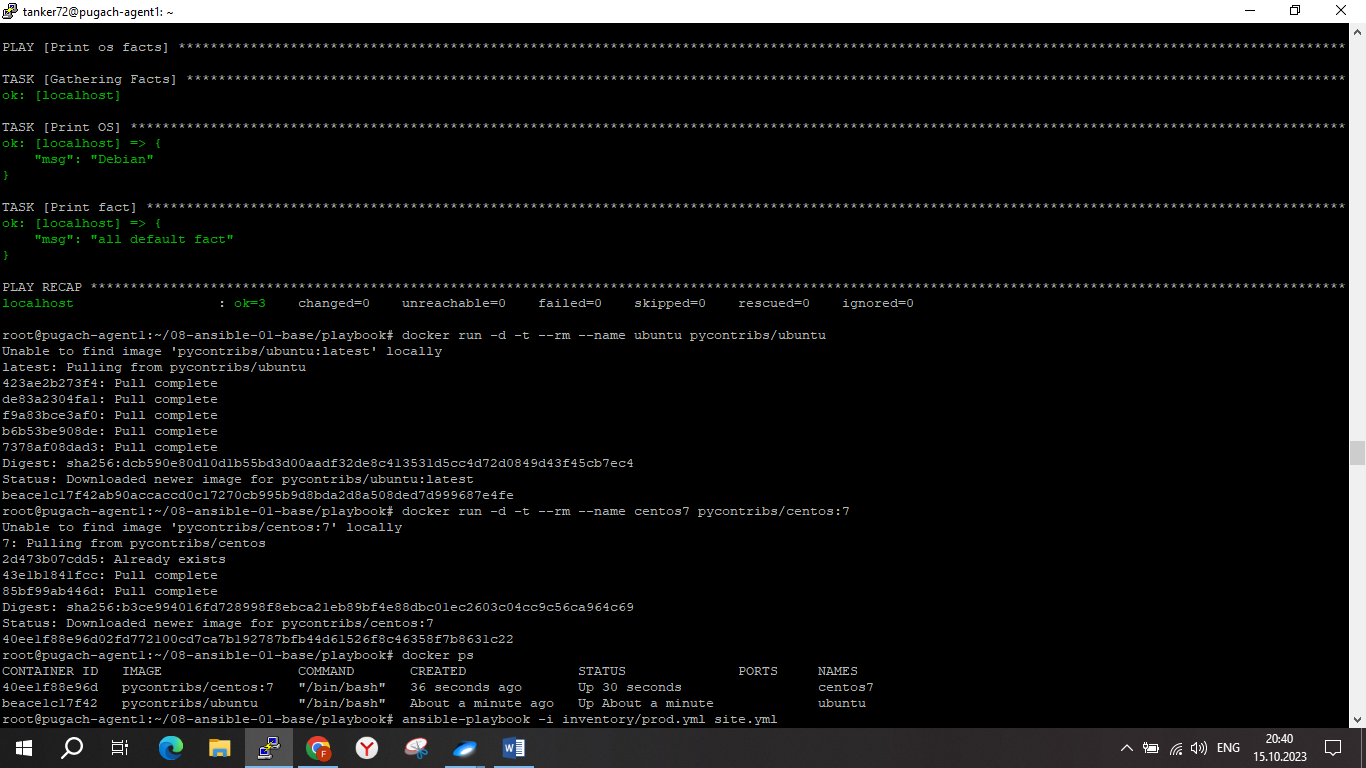 tanker72@pugach-agent1: ~
PLAY [Print os facts] **************************************************************************************************************************************************
TASK [Gathering Facts] *************************************************************************************************************************************************
ok: [localhost]
TASK [Print OS] ********************************************************************************************************************************************************
ok: [localhost] => {
    "msg": "Debian"
}
TASK [Print fact] ******************************************************************************************************************************************************
ok: [localhost] => {
    "msg": "all default fact"
}
PLAY RECAP *************************************************************************************************************************************************************
localhost                  : ok=3    changed=0    unreachable=0    failed=0    skipped=0    rescued=0    ignored=0
root@pugach-agent1:~/08-ansible-01-base/playbook# docker run -d -t --rm --name ubuntu pycontribs/ubuntu
Unable to find image 'pycontribs/ubuntu:latest' locally
latest: Pulling from pycontribs/ubuntu
423ae2b273f4: Pull complete
de83a2304fa1: Pull complete
f9a83bce3af0: Pull complete
b6b53be908de: Pull complete
7378af08dad3: Pull complete
Digest: sha256:dcb590e80d10d1b55bd3d00aadf32de8c413531d5cc4d72d0849d43f45cb7ec4
Status: Downloaded newer image for pycontribs/ubuntu:latest
beace1c17f42ab90accaccd0c17270cb995b9d8bda2d8a508ded7d999687e4fe
root@pugach-agent1:~/08-ansible-01-base/playbook# docker run -d -t --rm --name centos7 pycontribs/centos:7
Unable to find image 'pycontribs/centos:7' locally
7: Pulling from pycontribs/centos
2d473b07cdd5: Already exists
43e1b1841fcc: Pull complete
85bf99ab446d: Pull complete
Digest: sha256:b3ce994016fd728998f8ebca21eb89bf4e88dbc01ec2603c04cc9c56ca964c69
Status: Downloaded newer image for pycontribs/centos:7
40ee1f88e96d02fd772100cd7ca7b192787bfb44d61526f8c46358f7b8631c22
root@pugach-agent1:~/08-ansible-01-base/playbook# docker ps
CONTAINER ID   IMAGE                 COMMAND       CREATED              STATUS              PORTS     NAMES
40ee1f88e96d   pycontribs/centos:7   "/bin/bash"   36 seconds ago       Up 30 seconds                 centos7
beace1c17f42   pycontribs/ubuntu     "/bin/bash"   About a minute ago   Up About a minute             ubuntu
root@pugach-agent1:~/08-ansible-01-base/playbook# ansible-playbook -i inventory/prod.yml site.yml
ENG
20:40
15.10.2023